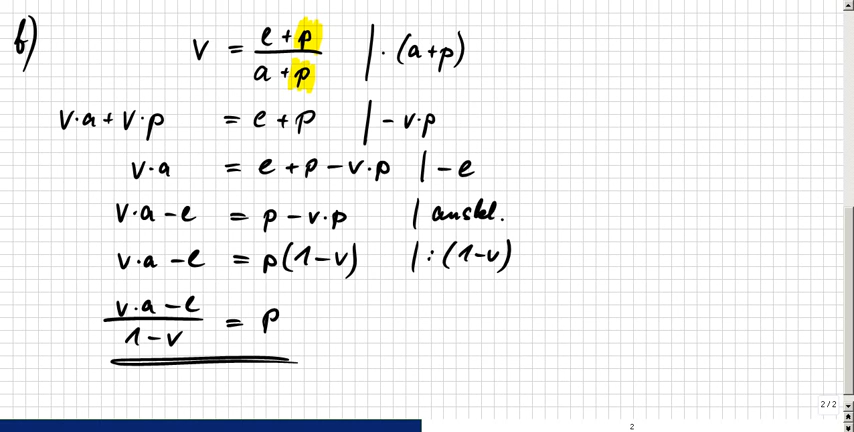 f)
v = (e + p)/(a + p) | · (a+p)
v·a + v·p = e + p | - v·p
v·a = e + p - v·p | - e
v·a - e = p - v·p | auskl.
v·a - e = p(1-v) | : (1-v)
(v·a - e)/(1 - v) = p
2/2
2